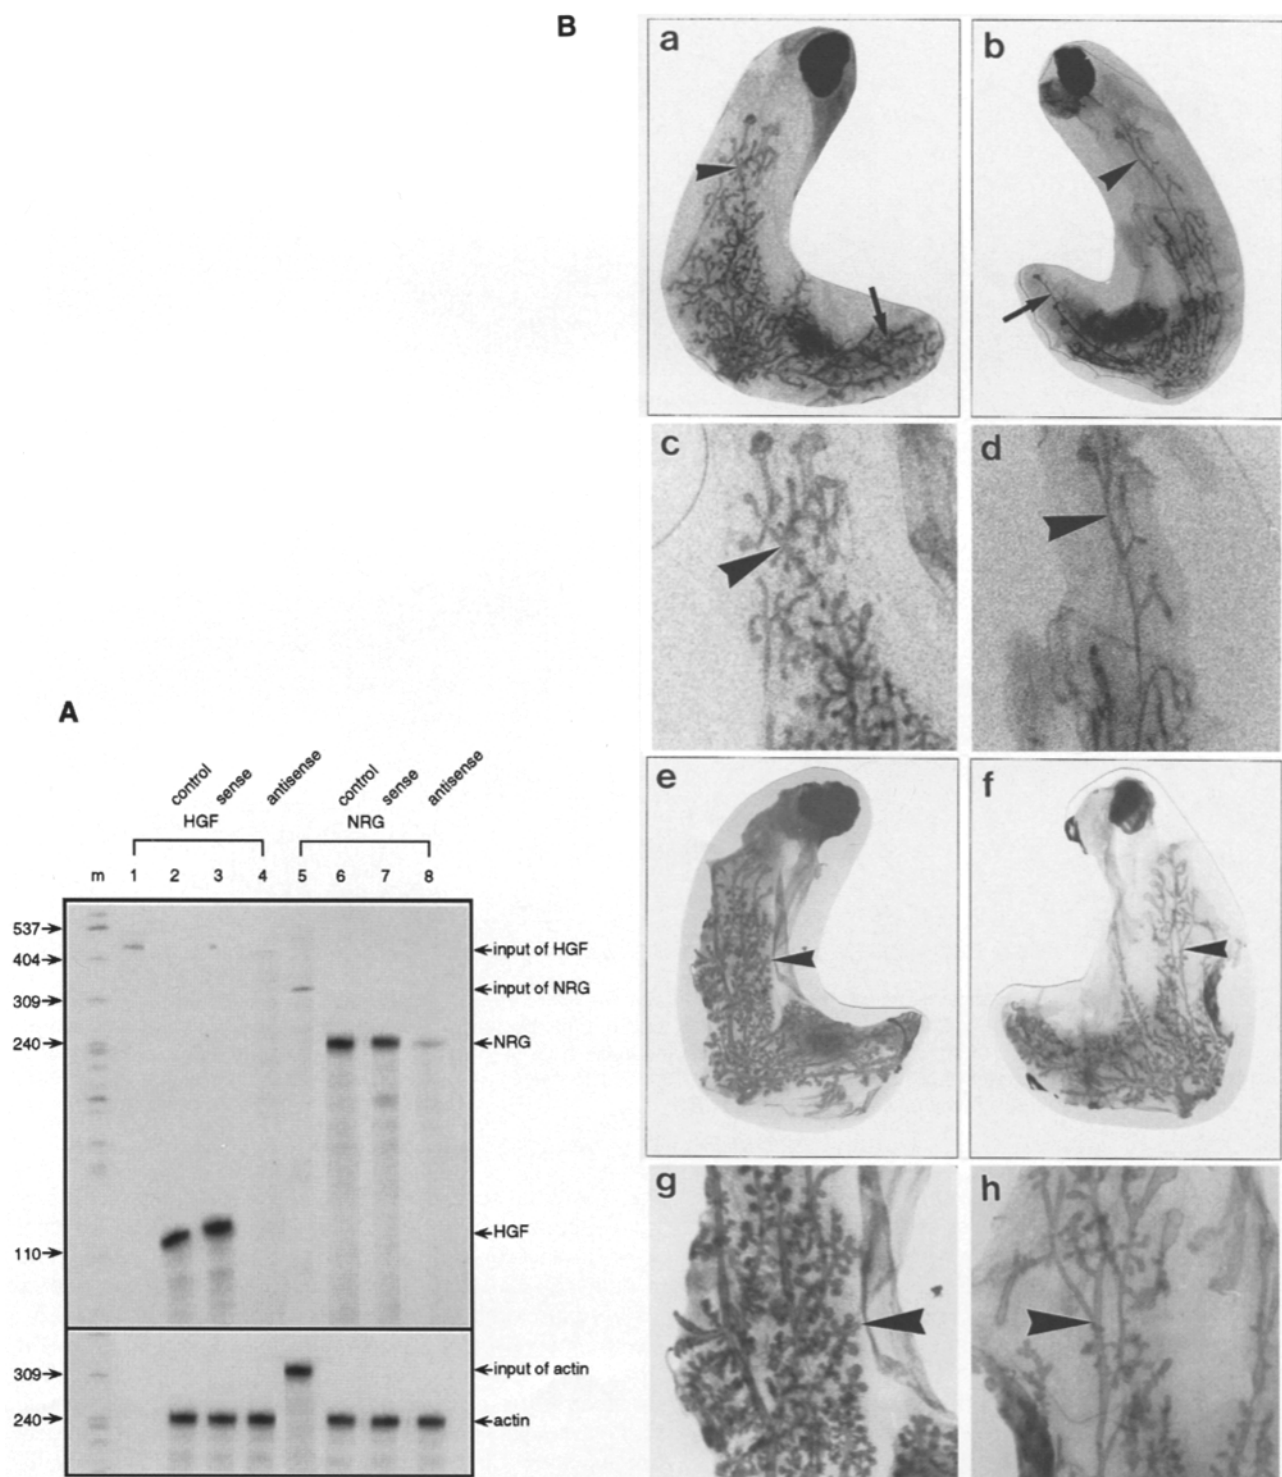 B
a
b
c
d
A
control
sense
antisense
control
sense
antisense
HGF
NRG
m 1 2 3 4 5 6 7 8
537
input of HGF
404
input of NRG
309
240
NRG
HGF
110
309
input of actin
240
actin
e
f
g
h